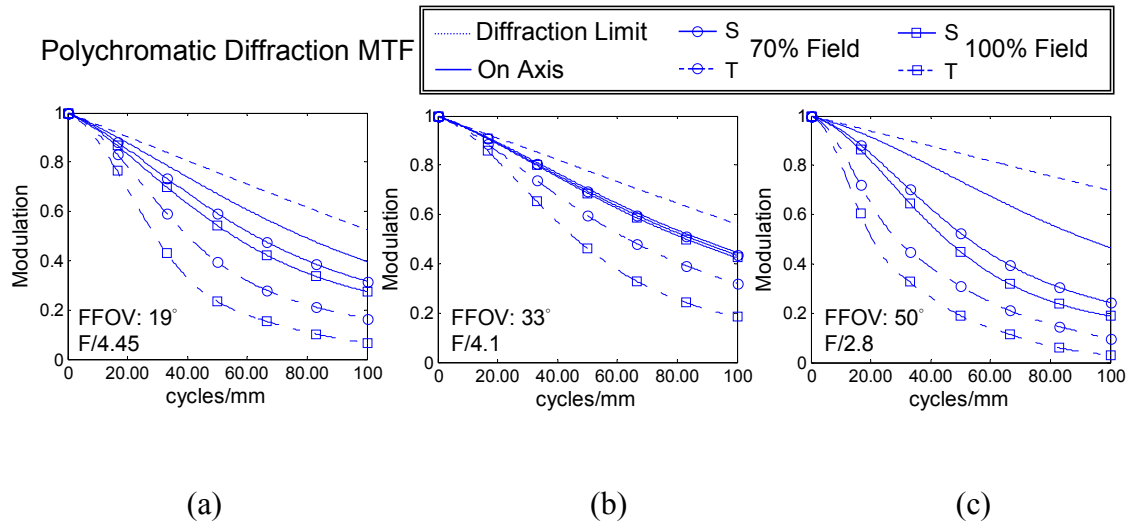 Polychromatic Diffraction MTF
Diffraction Limit
On Axis
S
T
70% Field
S
T
100% Field
Modulation
1
0.8
0.6
0.4
0.2
0
FFOV: 19°
F/4.45
0 20.00 40.00 60.00 80.00 100
cycles/mm
Modulation
1
0.8
0.6
0.4
0.2
0
FFOV: 33°
F/4.1
0 20.00 40.00 60.00 80.00 100
cycles/mm
Modulation
1
0.8
0.6
0.4
0.2
0
FFOV: 50°
F/2.8
0 20.00 40.00 60.00 80.00 100
cycles/mm
(a) (b) (c)